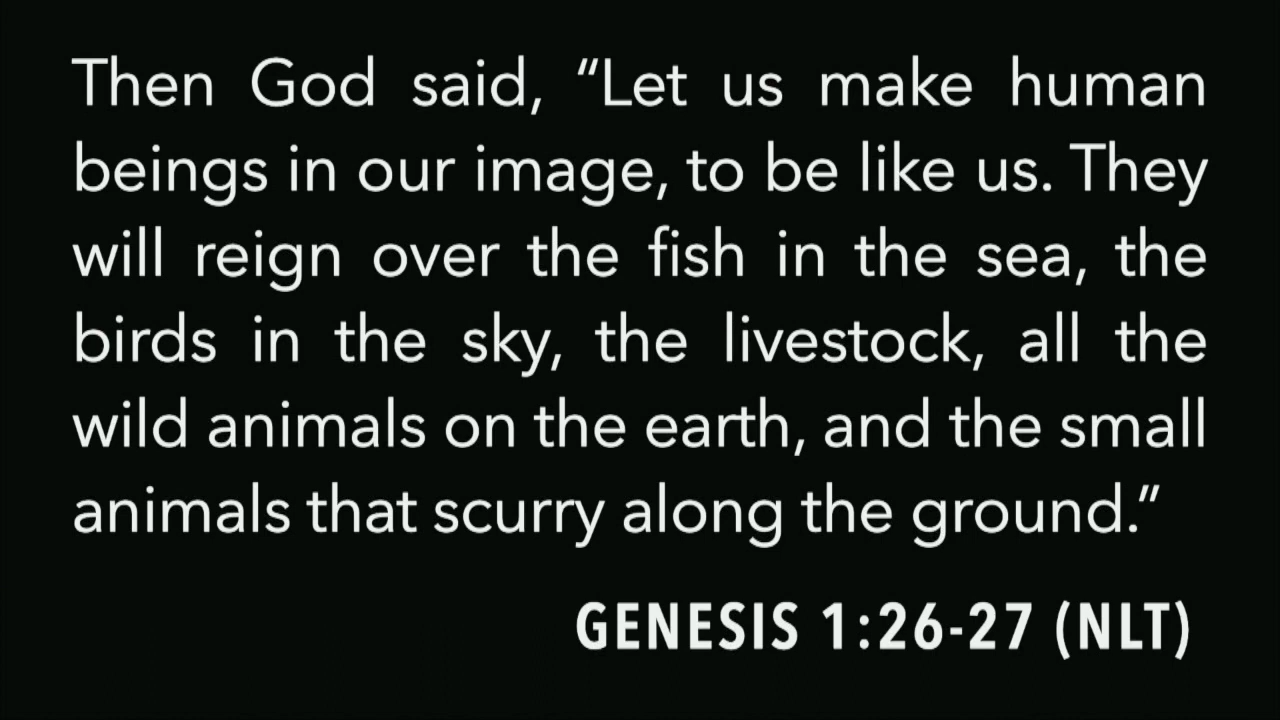 Then God said, “Let us make human
beings in our image, to be like us. They
will reign over the fish in the sea, the
birds in the sky, the livestock, all the
wild animals on the earth, and the small
animals that scurry along the ground.”
GENESIS 1:26-27 (NLT)